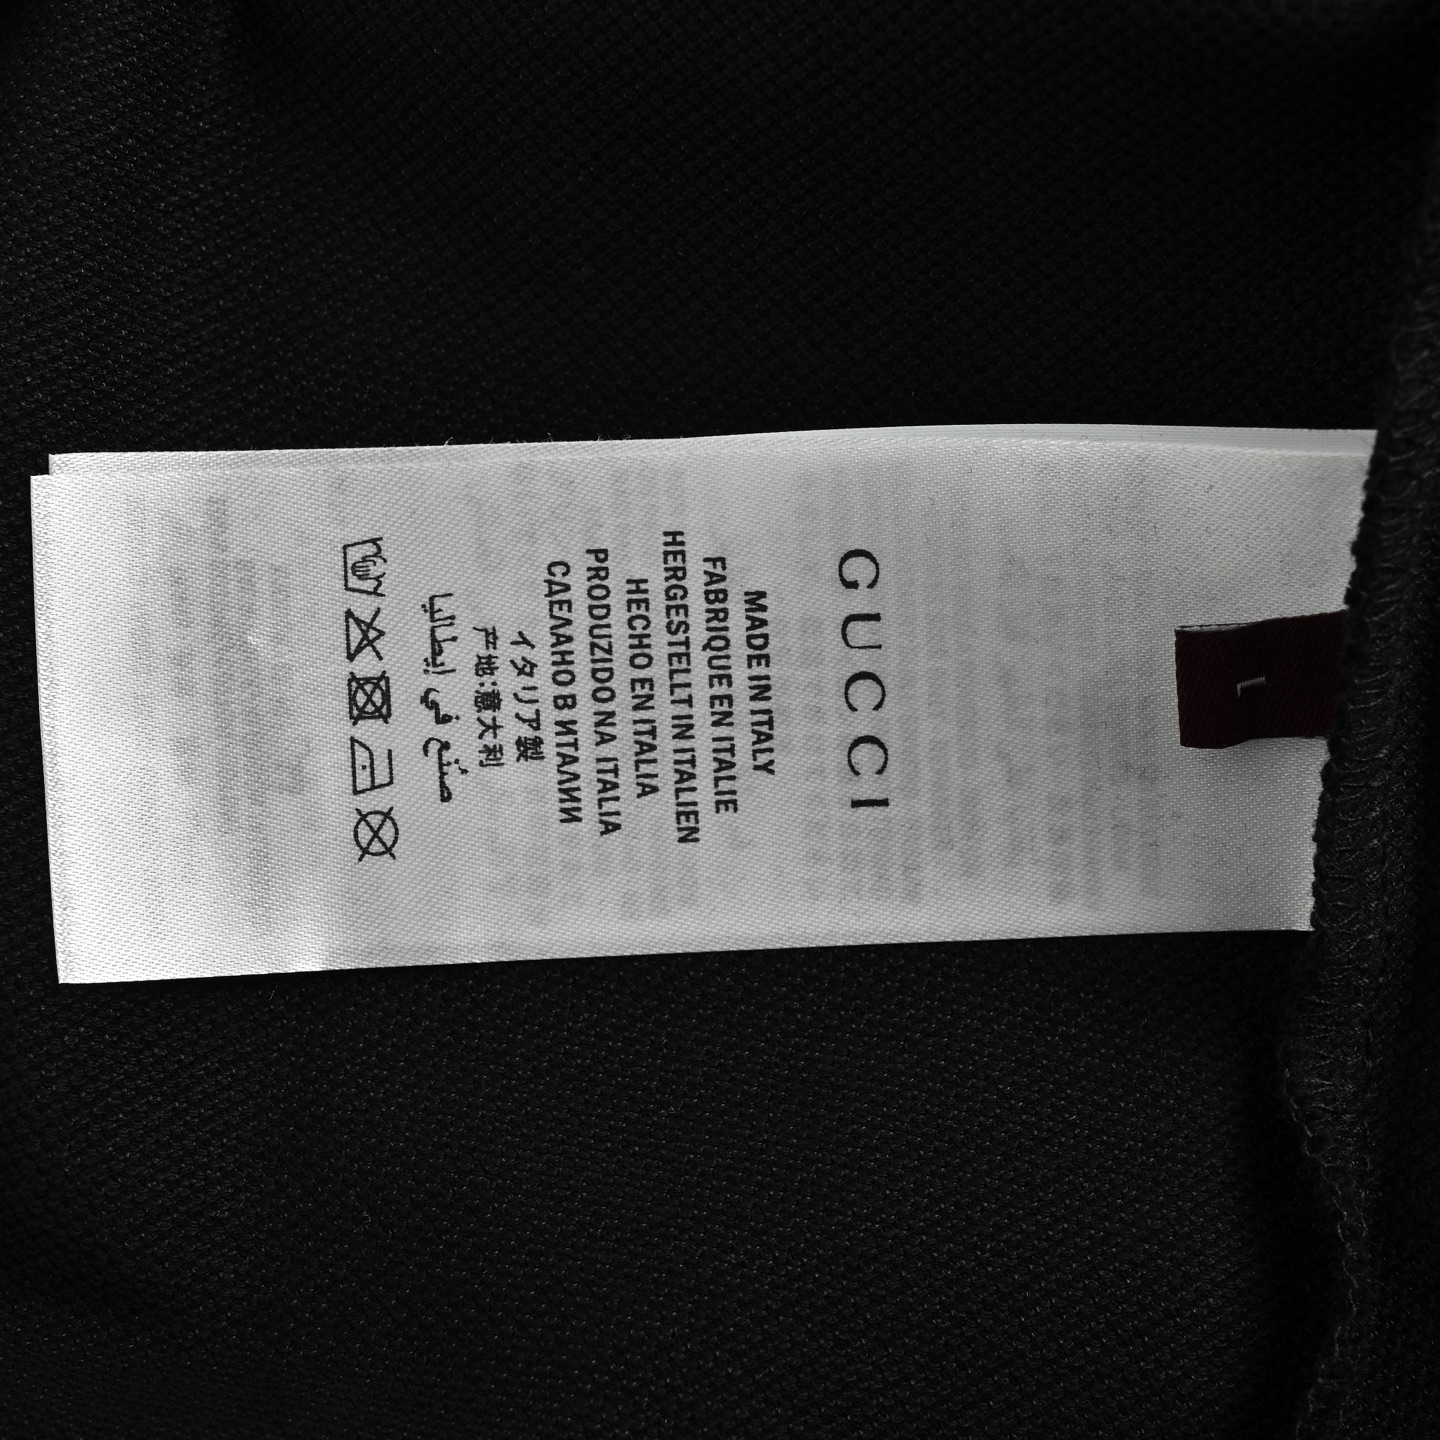 L
GUCCI
MADE IN ITALY
FABRIQUE EN ITALIE
HERGESTELLT IN ITALIEN
HECHO EN ITALIA
PRODUZIDO NA ITALIA
СДЕЛАНО В ИТАЛИИ
イタリア製
产地:意大利
صنّع في إيطاليا